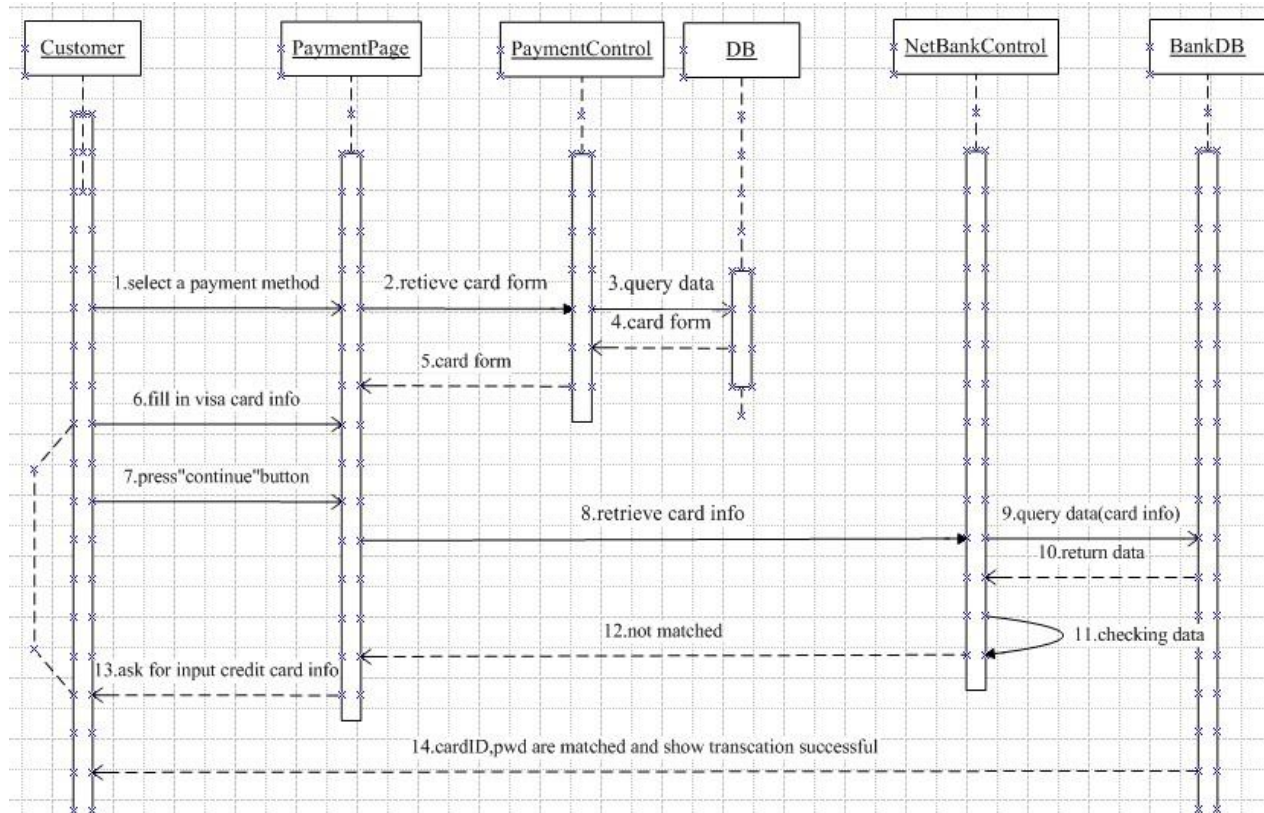 Customer
PaymentPage
PaymentControl
DB
NetBankControl
BankDB
1.select a payment method
2.retieve card form
3.query data
4.card form
5.card form
6.fill in visa card info
7.press"continue"button
8.retrieve card info
9.query data(card info)
10.return data
11.checking data
12.not matched
13.ask for input credit card info
14.cardID,pwd are matched and show transcation successful